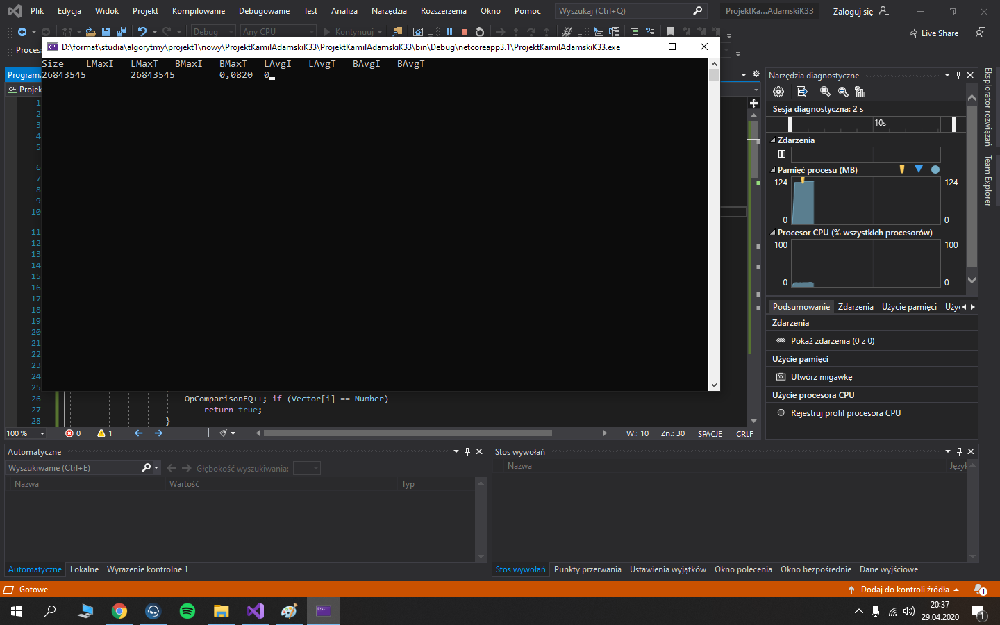 Plik Edycja Widok Projekt Kompilowanie Debugowanie Test Analiza Narzędzia Rozszerzenia Okno Pomoc Wyszukaj (Ctrl+Q) ProjektKa...AdamskiK33 Zaloguj się
Debug Any CPU Kontynuuj Live Share
Proces
D:\format\studia\algorytmy\projekt1\nowy\ProjektKamilAdamskiK33\ProjektKamilAdamskiK33\bin\Debug\netcoreapp3.1\ProjektKamilAdamskiK33.exe
Size LMaxI LMaxT BMaxI BMaxT LAvgI LAvgT BAvgI BAvgT
26843545 26843545 0,0820 0
Program.
C# Projek
1
2
3
4
5
6
7
8
9
10
11
12
13
14
15
16
17
18
19
20
21
22
23
24
25
26 OpComparisonEQ++; if (Vector[i] == Number)
27 return true;
28 }
100 % 0 1 W.: 10 Zn.: 30 SPACJE CRLF
Narzędzia diagnostyczne
Sesja diagnostyczna: 2 s
10s
Zdarzenia
Pamięć procesu (MB)
124 124
0 0
Procesor CPU (% wszystkich procesorów)
100 100
0 0
Podsumowanie Zdarzenia Użycie pamięci Użyc
Zdarzenia
Pokaż zdarzenia (0 z 0)
Użycie pamięci
Utwórz migawkę
Użycie procesora CPU
Rejestruj profil procesora CPU
Eksplorator rozwiązań
Team Explorer
Automatyczne
Wyszukiwanie (Ctrl+E) Głębokość wyszukiwania:
Nazwa Wartość Typ
Automatyczne Lokalne Wyrażenie kontrolne 1
Stos wywołań
Nazwa Język
Stos wywołań Punkty przerwania Ustawienia wyjątków Okno polecenia Okno bezpośrednie Dane wyjściowe
Gotowe Dodaj do kontroli źródła 1
20:37
29.04.2020
1